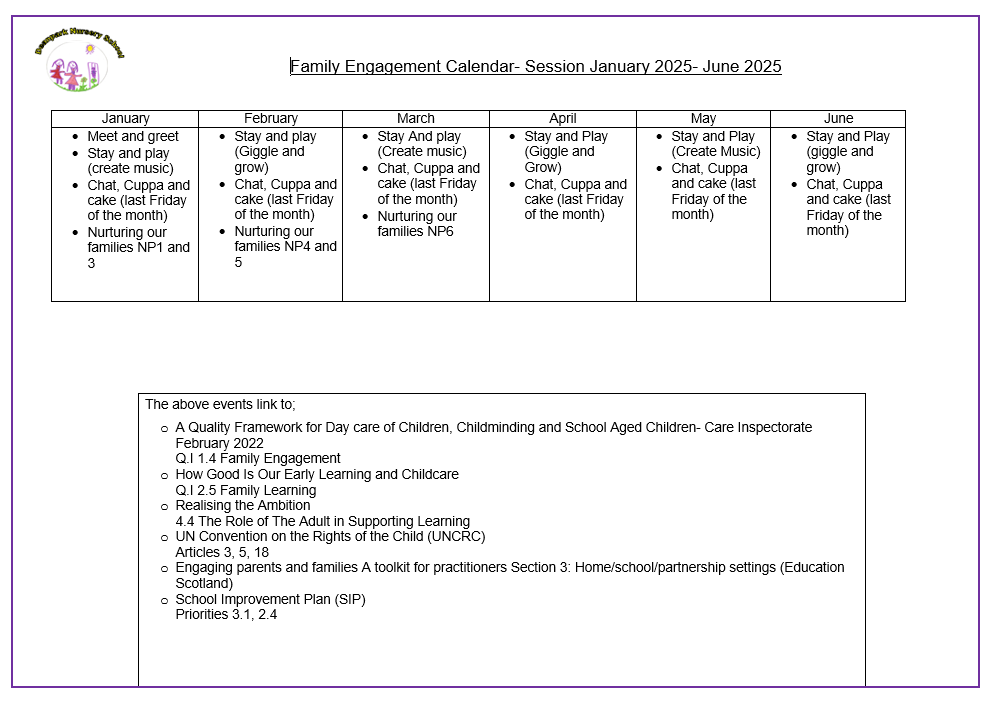 Deanpark Nursery School
Family Engagement Calendar- Session January 2025- June 2025
January
• Meet and greet
• Stay and play
(create music)
• Chat, Cuppa and
cake (last Friday
of the month)
• Nurturing our
families NP1 and
3
February
• Stay and play
(Giggle and
grow)
• Chat, Cuppa and
cake (last Friday
of the month)
• Nurturing our
families NP4 and
5
March
• Stay And play
(Create music)
• Chat, Cuppa and
cake (last Friday
of the month)
• Nurturing our
families NP6
April
• Stay and Play
(Giggle and
Grow)
• Chat, Cuppa and
cake (last Friday
of the month)
May
• Stay and Play
(Create Music)
• Chat, Cuppa
and cake (last
Friday of the
month)
June
• Stay and Play
(giggle and
grow)
• Chat, Cuppa
and cake (last
Friday of the
month)
The above events link to;
o A Quality Framework for Day care of Children, Childminding and School Aged Children- Care Inspectorate
February 2022
Q.I 1.4 Family Engagement
o How Good Is Our Early Learning and Childcare
Q.I 2.5 Family Learning
o Realising the Ambition
4.4 The Role of The Adult in Supporting Learning
o UN Convention on the Rights of the Child (UNCRC)
Articles 3, 5, 18
o Engaging parents and families A toolkit for practitioners Section 3: Home/school/partnership settings (Education
Scotland)
o School Improvement Plan (SIP)
Priorities 3.1, 2.4